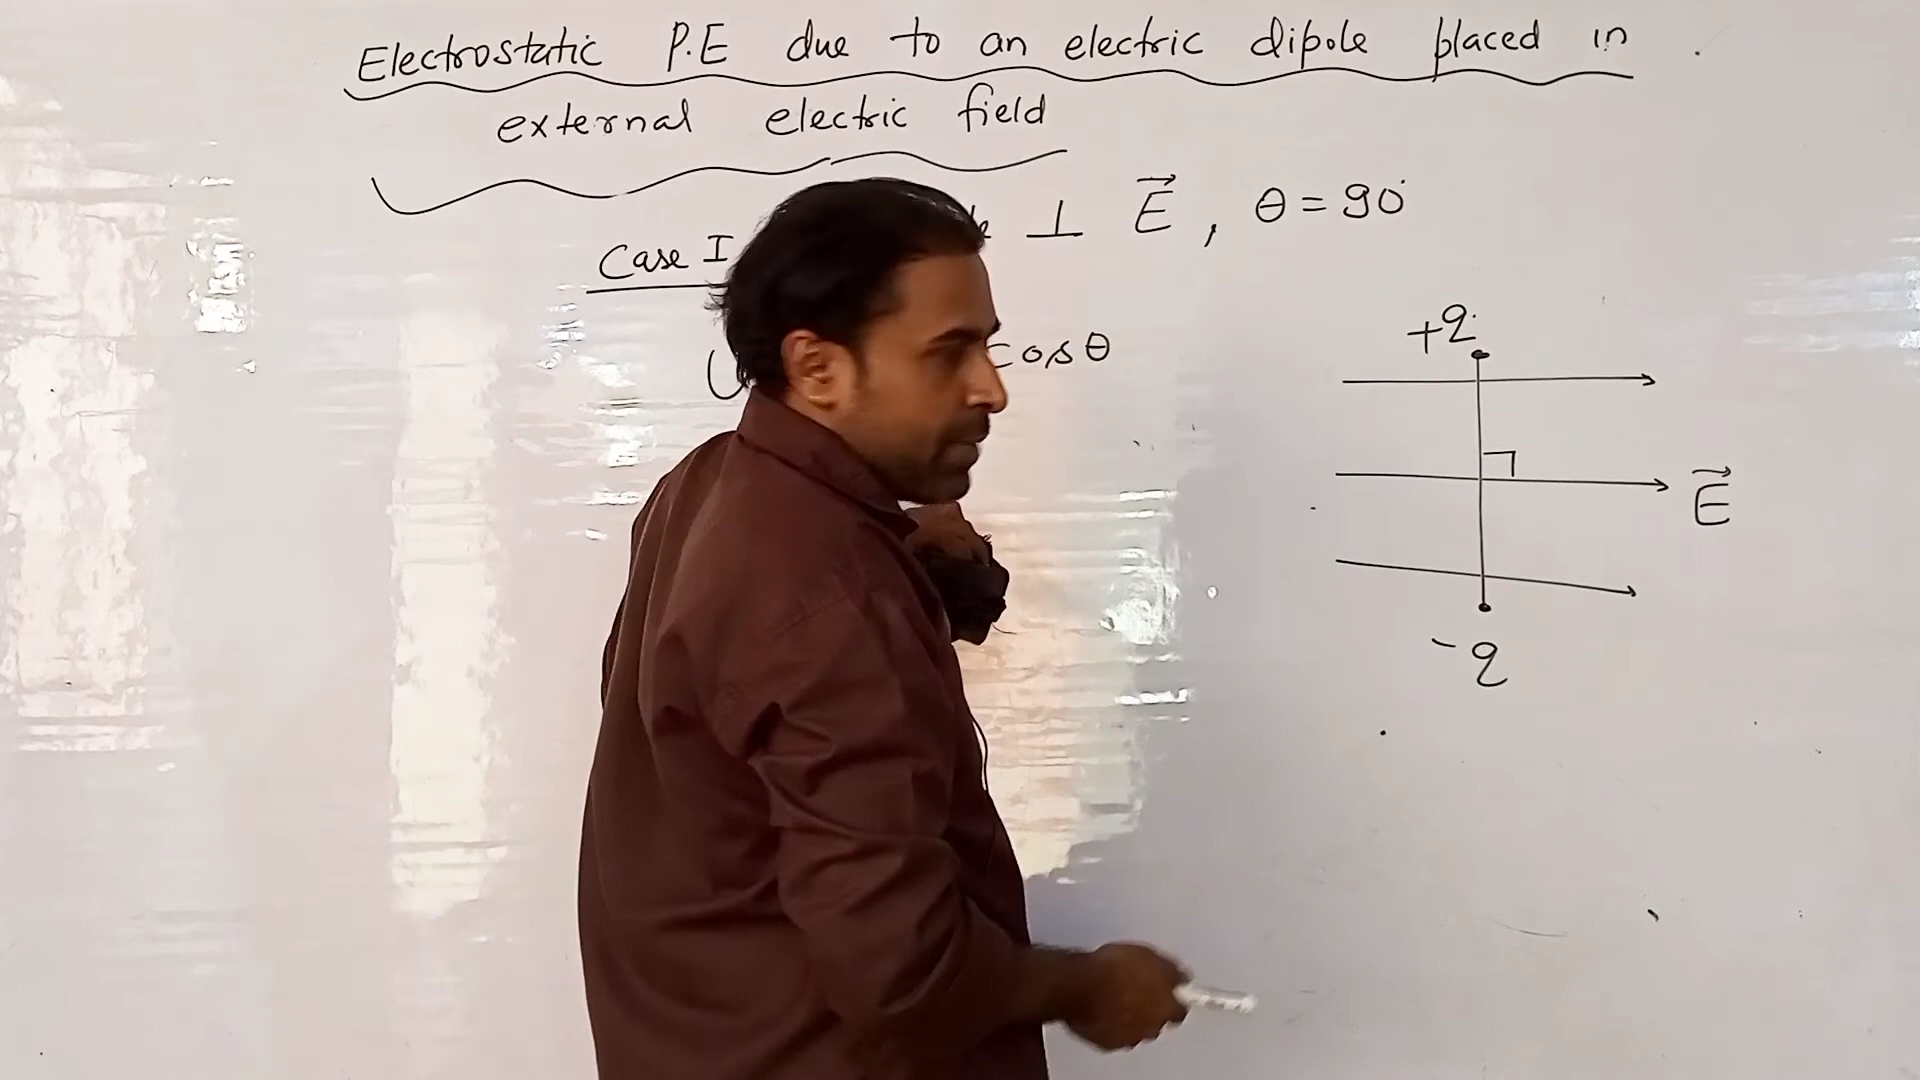 Electrostatic P.E due to an electric dipole placed in
external electric field
Case I ⊥ E⃗ , θ = 90°
U cos θ
+q
E⃗
-q